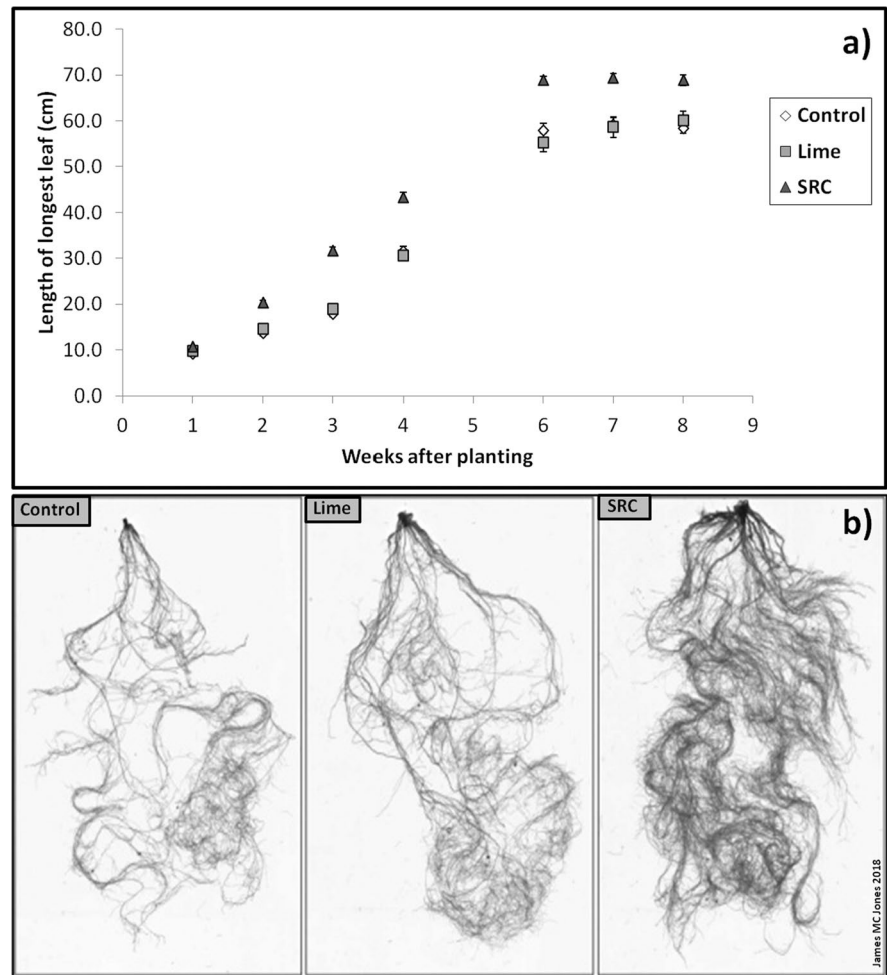 a)
Length of longest leaf (cm)
80.0
70.0
60.0
50.0
40.0
30.0
20.0
10.0
0.0
0 1 2 3 4 5 6 7 8 9
Weeks after planting
Control
Lime
SRC
Control
Lime
SRC
b)
James MC Jones 2018